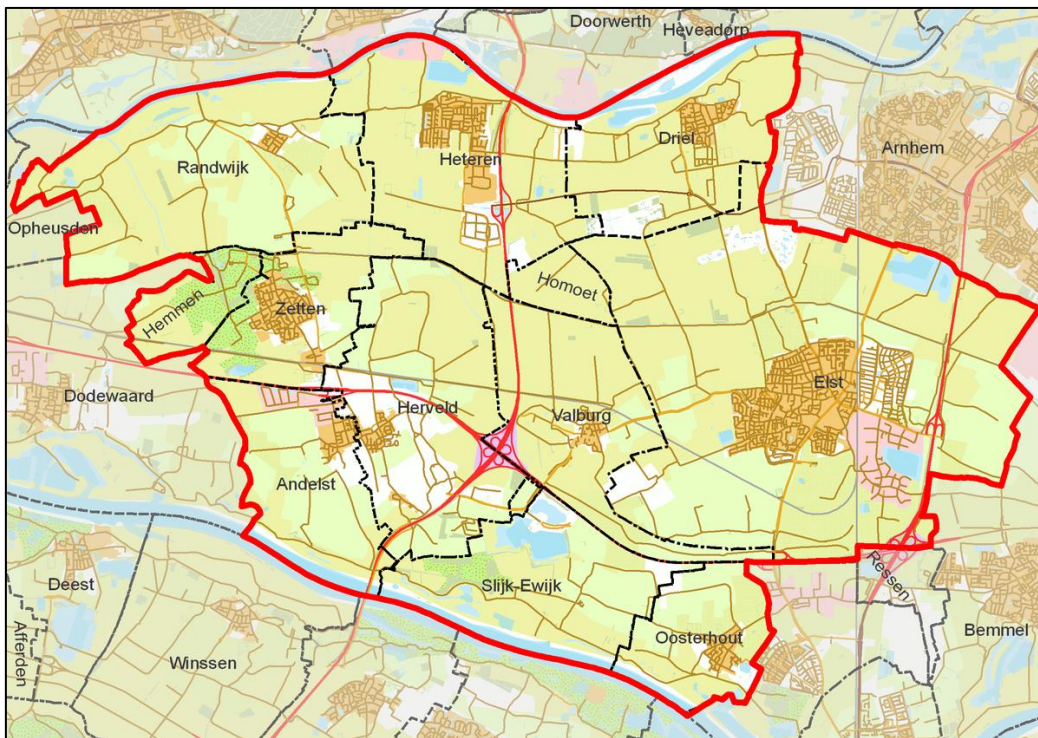 Doorwerth
Heveadorp
Driel
Arnhem
Heteren
Randwijk
Opheusden
Homoet
Hemmen
Zetten
Elst
Dodewaard
Herveld
Valburg
Andelst
Ressen
Deest
Slijk-Ewijk
Afferden
Oosterhout
Bemmel
Winssen